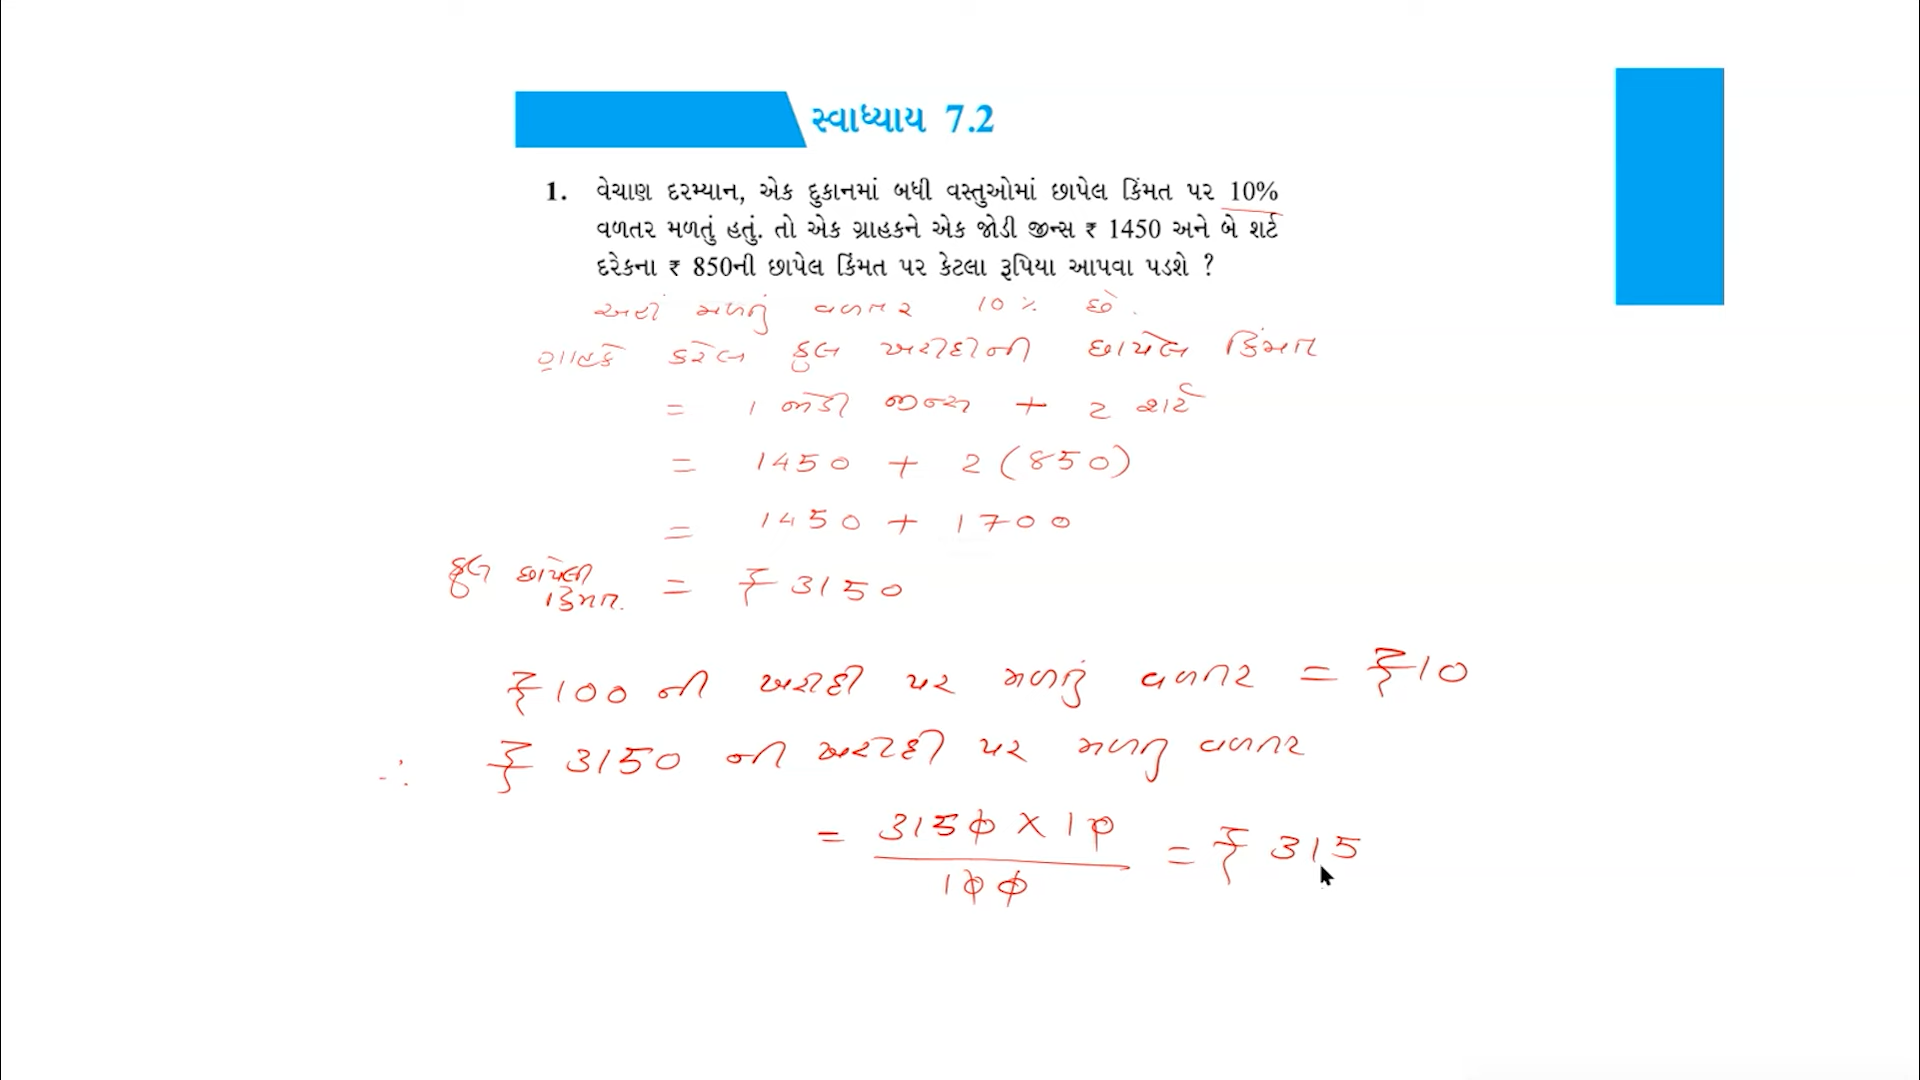 સ્વાધ્યાય 7.2
1. વેચાણ દરમ્યાન, એક દુકાનમાં બધી વસ્તુઓમાં છાપેલ કિંમત પર 10%
વળતર મળતું હતું. તો એક ગ્રાહકને એક જોડી જીન્સ ₹ 1450 અને બે શર્ટ
દરેકના ₹ 850ની છાપેલ કિંમત પર કેટલા રૂપિયા આપવા પડશે ?
અહીં મળતું વળતર 10% છે.
ગ્રાહકે કરેલ કુલ ખરીદીની છાપેલ કિંમત
= 1 જોડી જીન્સ + 2 શર્ટ
= 1450 + 2 (850)
= 1450 + 1700
કુલ છાપેલી કિંમત. = ₹ 3150
₹ 100 ની ખરીદી પર મળતું વળતર = ₹10
∴ ₹ 3150 ની ખરીદી પર મળતુ વળતર
= 3150 x 10 / 100 = ₹ 315